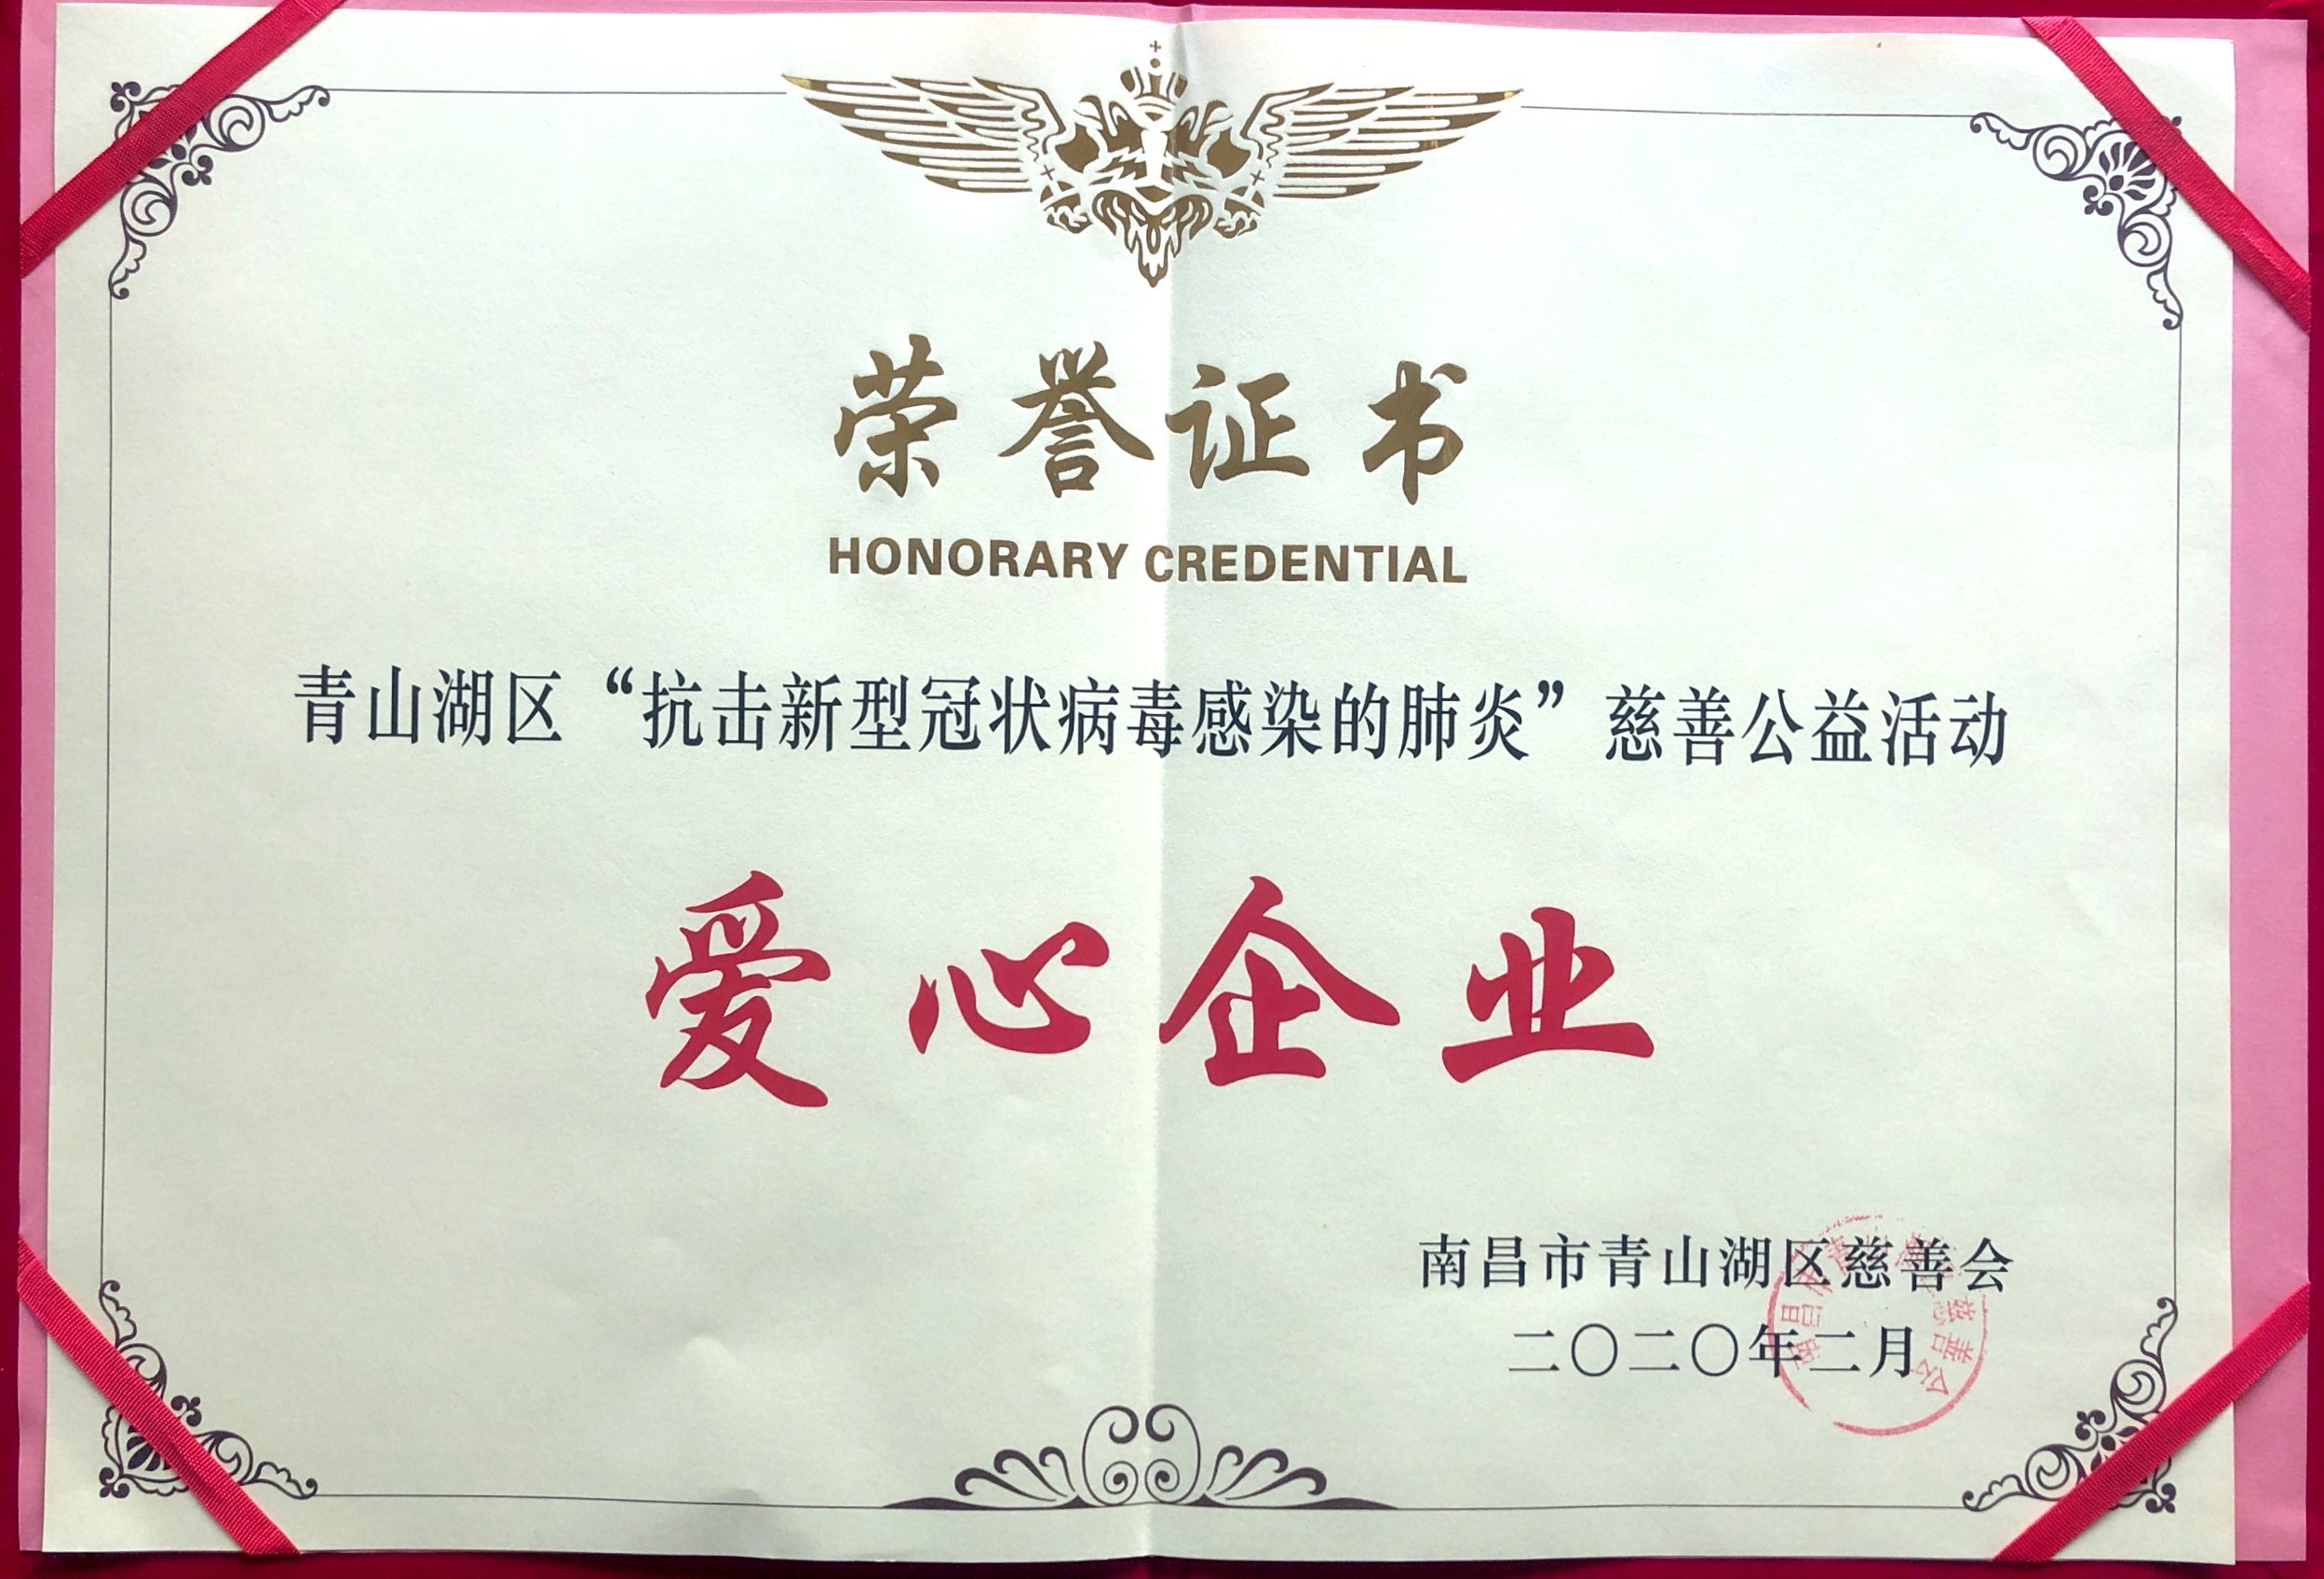 荣誉证书
HONORARY CREDENTIAL
青山湖区“抗击新型冠状病毒感染的肺炎”慈善公益活动
爱心企业
南昌市青山湖区慈善会
二〇二〇年二月